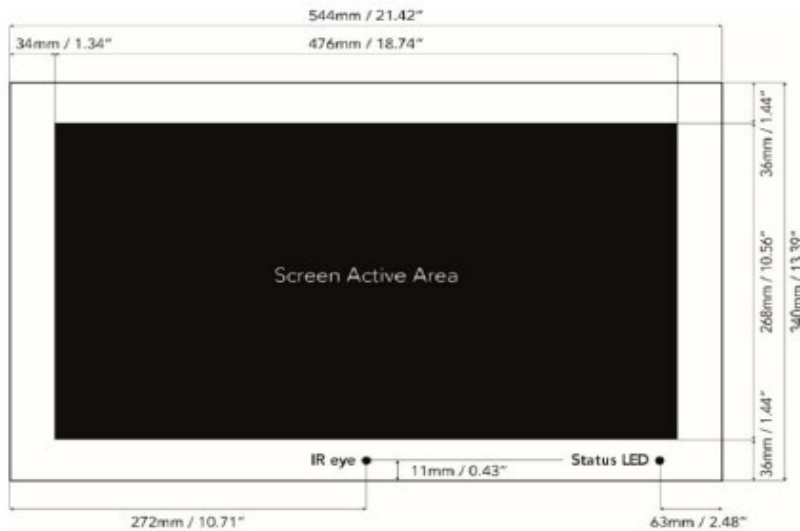 544mm / 21.42"
34mm / 1.34"
476mm / 18.74"
36mm / 1.44"
Screen Active Area
268mm / 10.56"
340mm / 13.39"
36mm / 1.44"
IR eye
Status LED
11mm / 0.43"
272mm / 10.71"
63mm / 2.48"